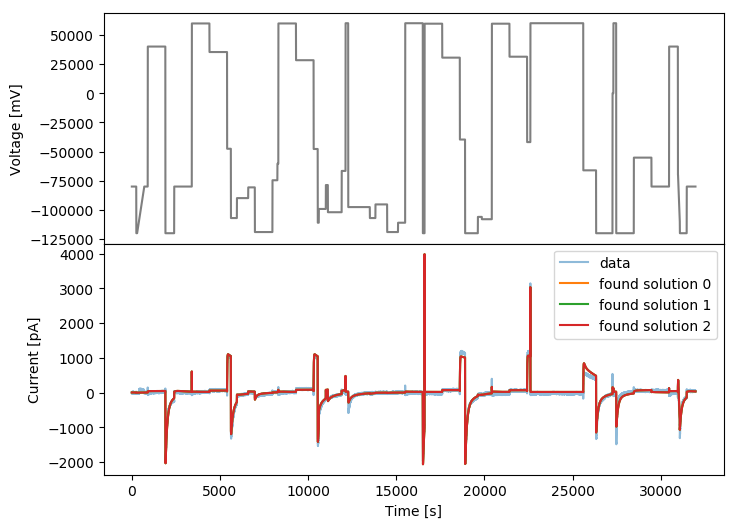 50000
25000
0
−25000
−50000
−75000
−100000
−125000
Voltage [mV]
4000
3000
2000
1000
0
−1000
−2000
Current [pA]
data
found solution 0
found solution 1
found solution 2
0 5000 10000 15000 20000 25000 30000
Time [s]